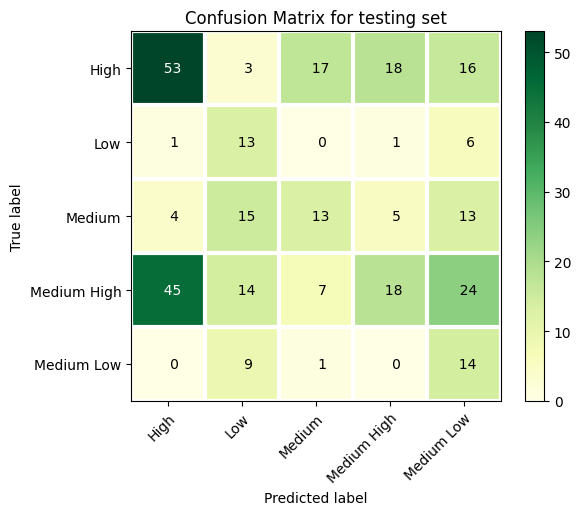 Confusion Matrix for testing set
True label
High 53 3 17 18 16
Low 1 13 0 1 6
Medium 4 15 13 5 13
Medium High 45 14 7 18 24
Medium Low 0 9 1 0 14
High Low Medium Medium High Medium Low
Predicted label
50
40
30
20
10
0